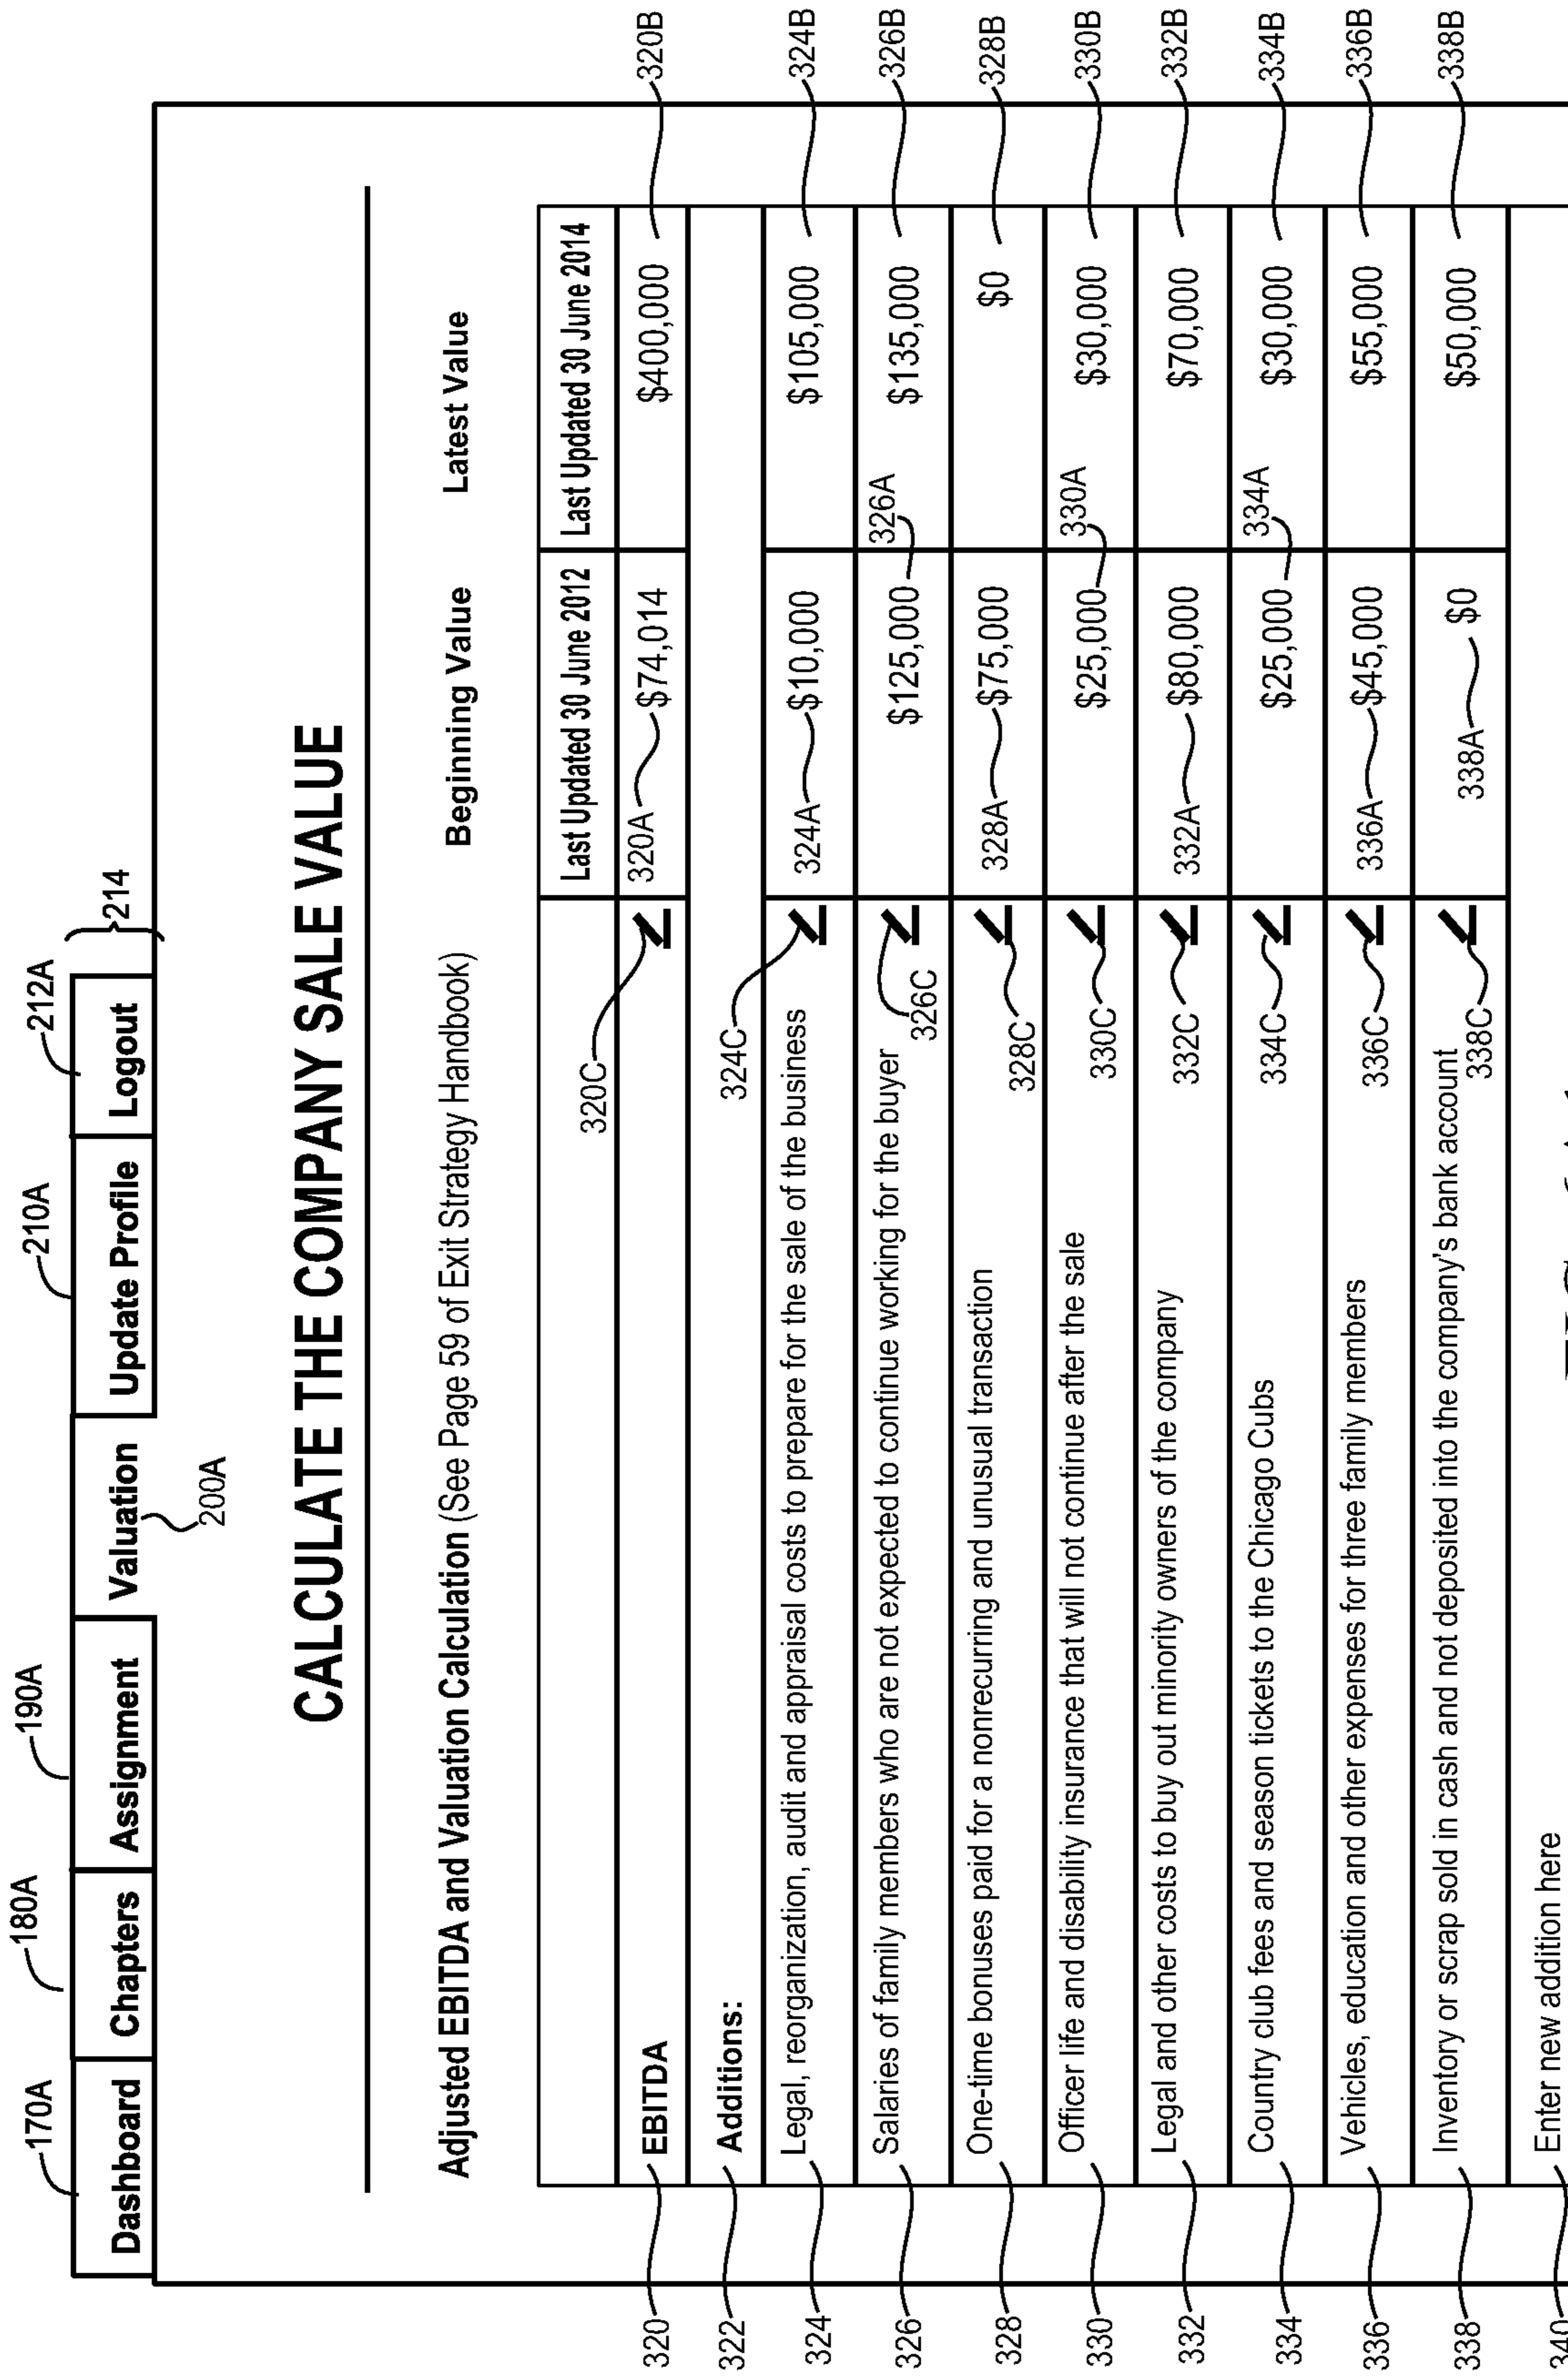 170A 180A 190A 210A 212A 214
Dashboard Chapters Assignment Valuation Update Profile Logout
200A
CALCULATE THE COMPANY SALE VALUE
Adjusted EBITDA and Valuation Calculation (See Page 59 of Exit Strategy Handbook) Beginning Value Latest Value
Last Updated 30 June 2012 Last Updated 30 June 2014
320C
320 EBITDA 320A $74,014 $400,000 320B
322 Additions:
324C
324 Legal, reorganization, audit and appraisal costs to prepare for the sale of the business 324A $10,000 $105,000 324B
326 Salaries of family members who are not expected to continue working for the buyer 326C $125,000 326A $135,000 326B
328 One-time bonuses paid for a nonrecurring and unusual transaction 328C 328A $75,000 $0 328B
330 Officer life and disability insurance that will not continue after the sale 330C $25,000 330A $30,000 330B
332 Legal and other costs to buy out minority owners of the company 332C 332A $80,000 $70,000 332B
334 Country club fees and season tickets to the Chicago Cubs 334C $25,000 334A $30,000 334B
336 Vehicles, education and other expenses for three family members 336C 336A $45,000 $55,000 336B
338 Inventory or scrap sold in cash and not deposited into the company's bank account 338C 338A $0 $50,000 338B
340 Enter new addition here